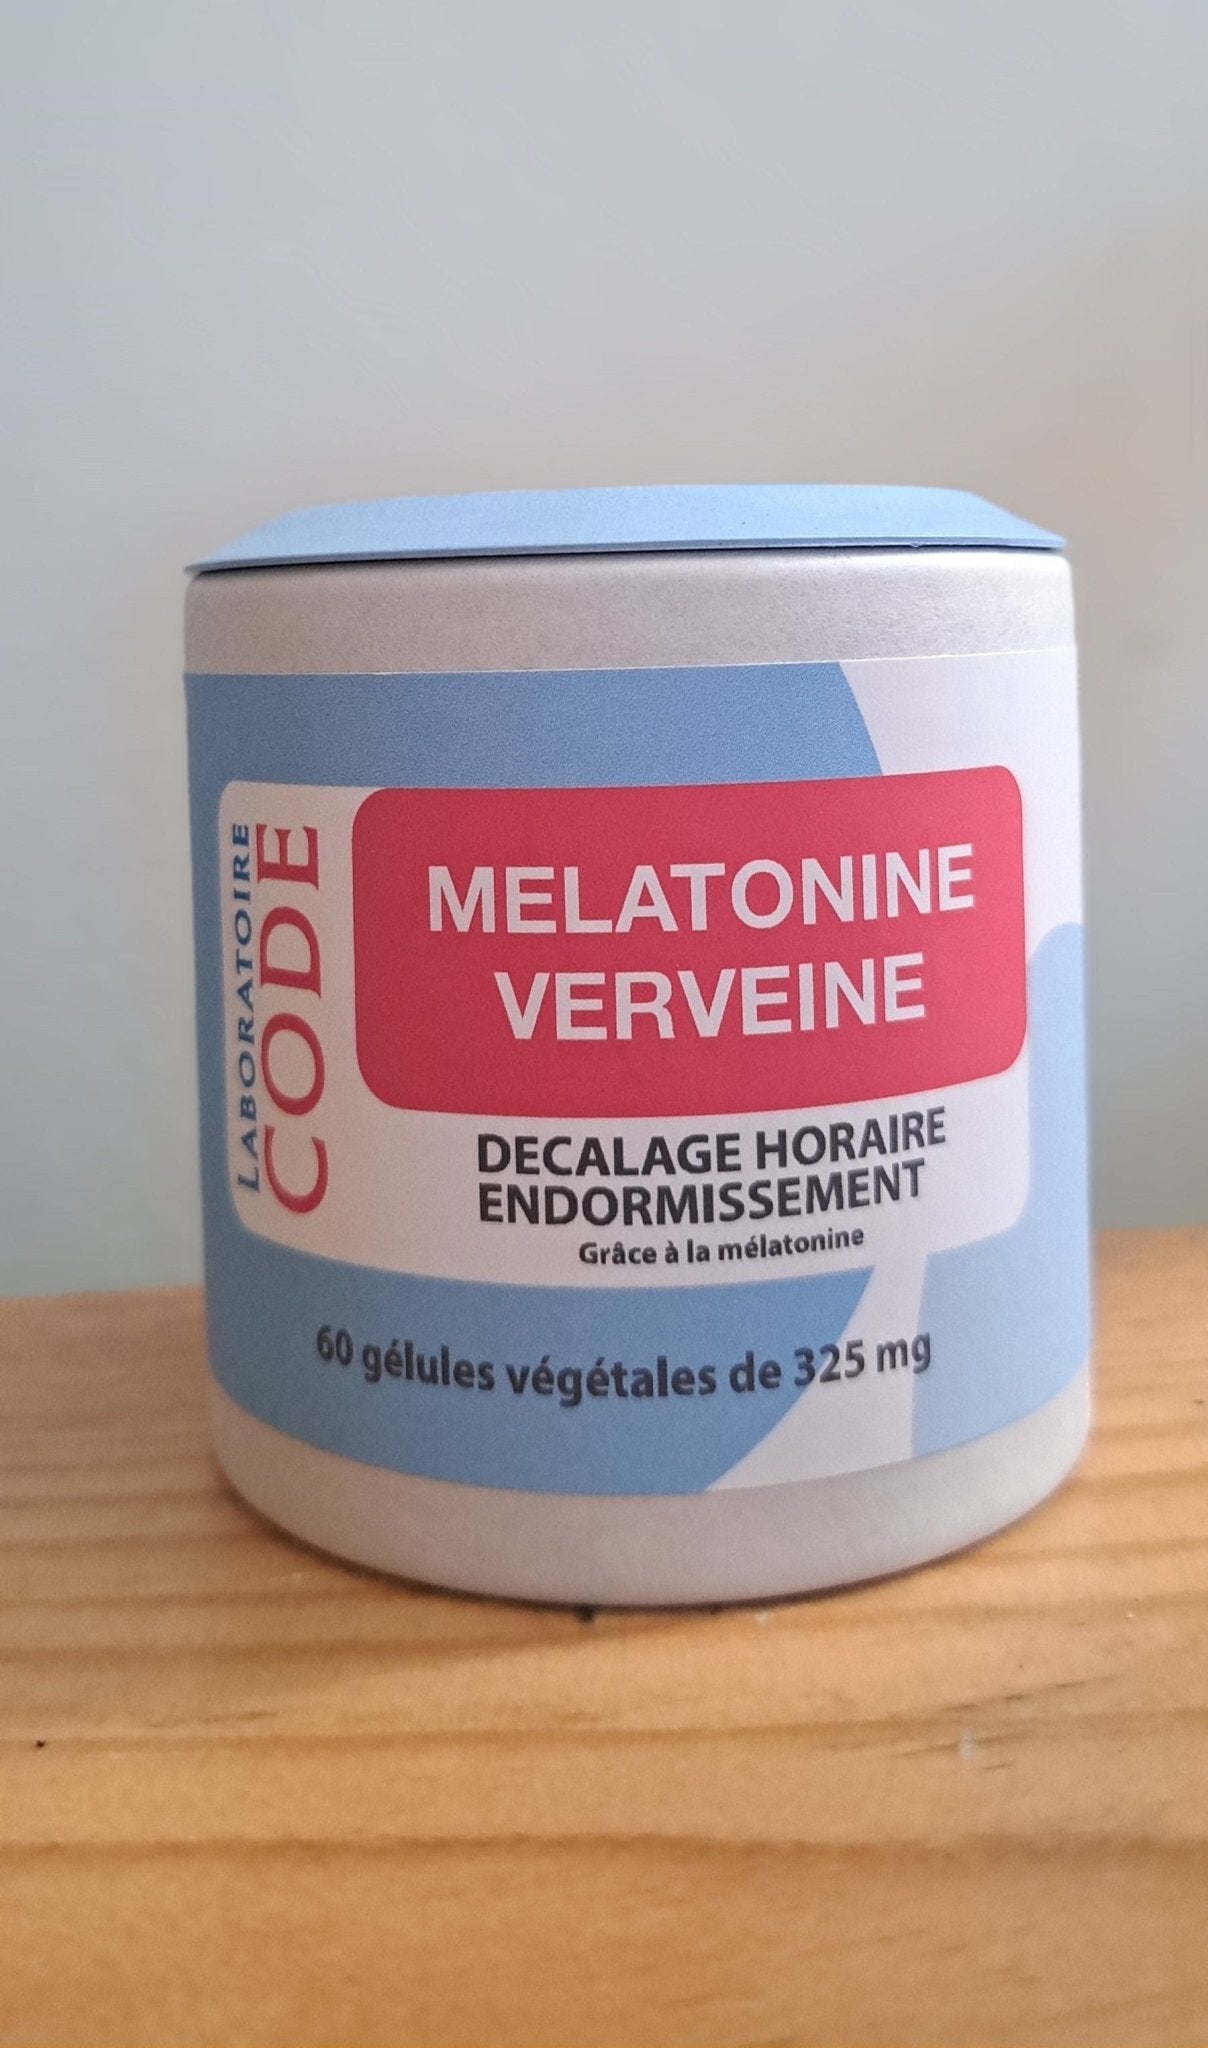 LABORATOIRE
CODE
MELATONINE
VERVEINE
DECALAGE HORAIRE
ENDORMISSEMENT
Grâce à la mélatonine
60 gélules végétales de 325 mg